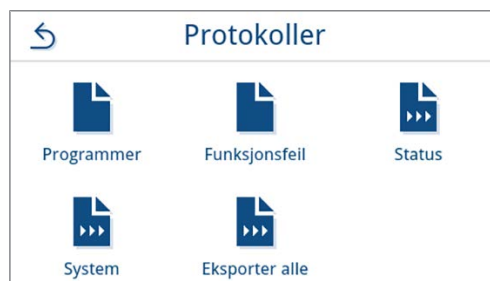 Protokoller
Programmer
Funksjonsfeil
Status
System
Eksporter alle